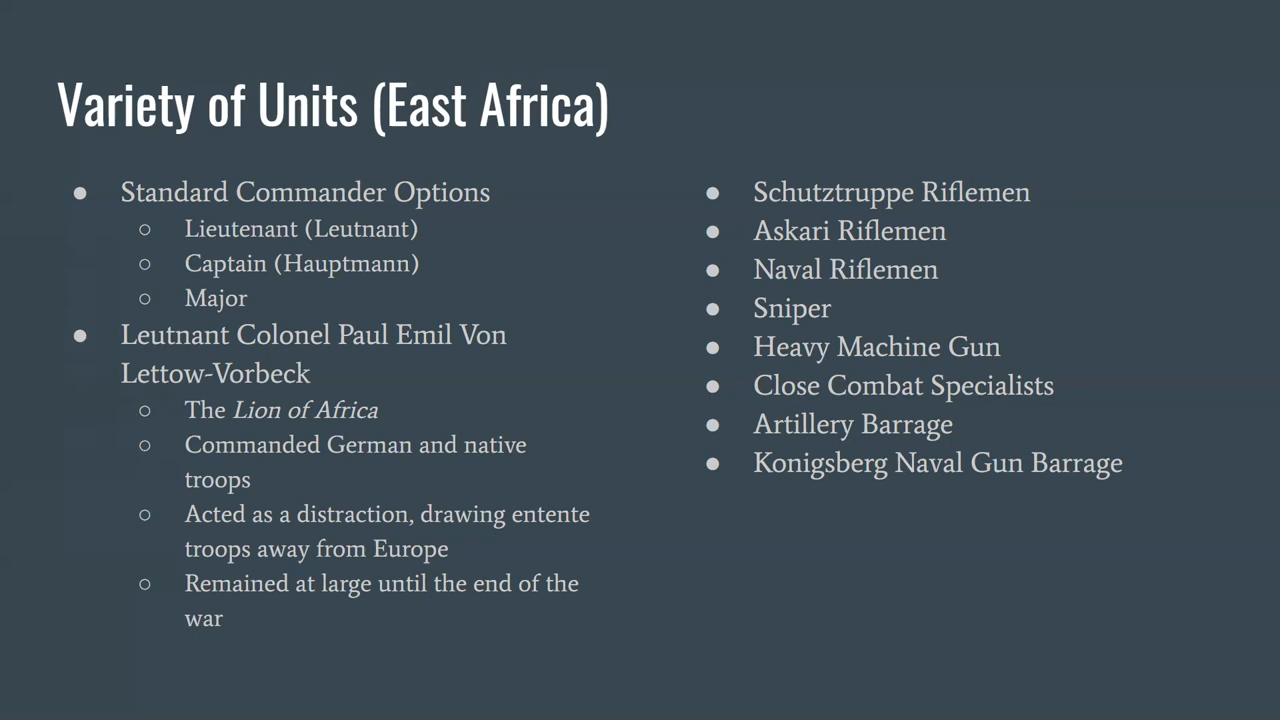 Variety of Units (East Africa)
● Standard Commander Options
○ Lieutenant (Leutnant)
○ Captain (Hauptmann)
○ Major
● Leutnant Colonel Paul Emil Von
Lettow-Vorbeck
○ The Lion of Africa
○ Commanded German and native
troops
○ Acted as a distraction, drawing entente
troops away from Europe
○ Remained at large until the end of the
war
● Schutztruppe Riflemen
● Askari Riflemen
● Naval Riflemen
● Sniper
● Heavy Machine Gun
● Close Combat Specialists
● Artillery Barrage
● Konigsberg Naval Gun Barrage